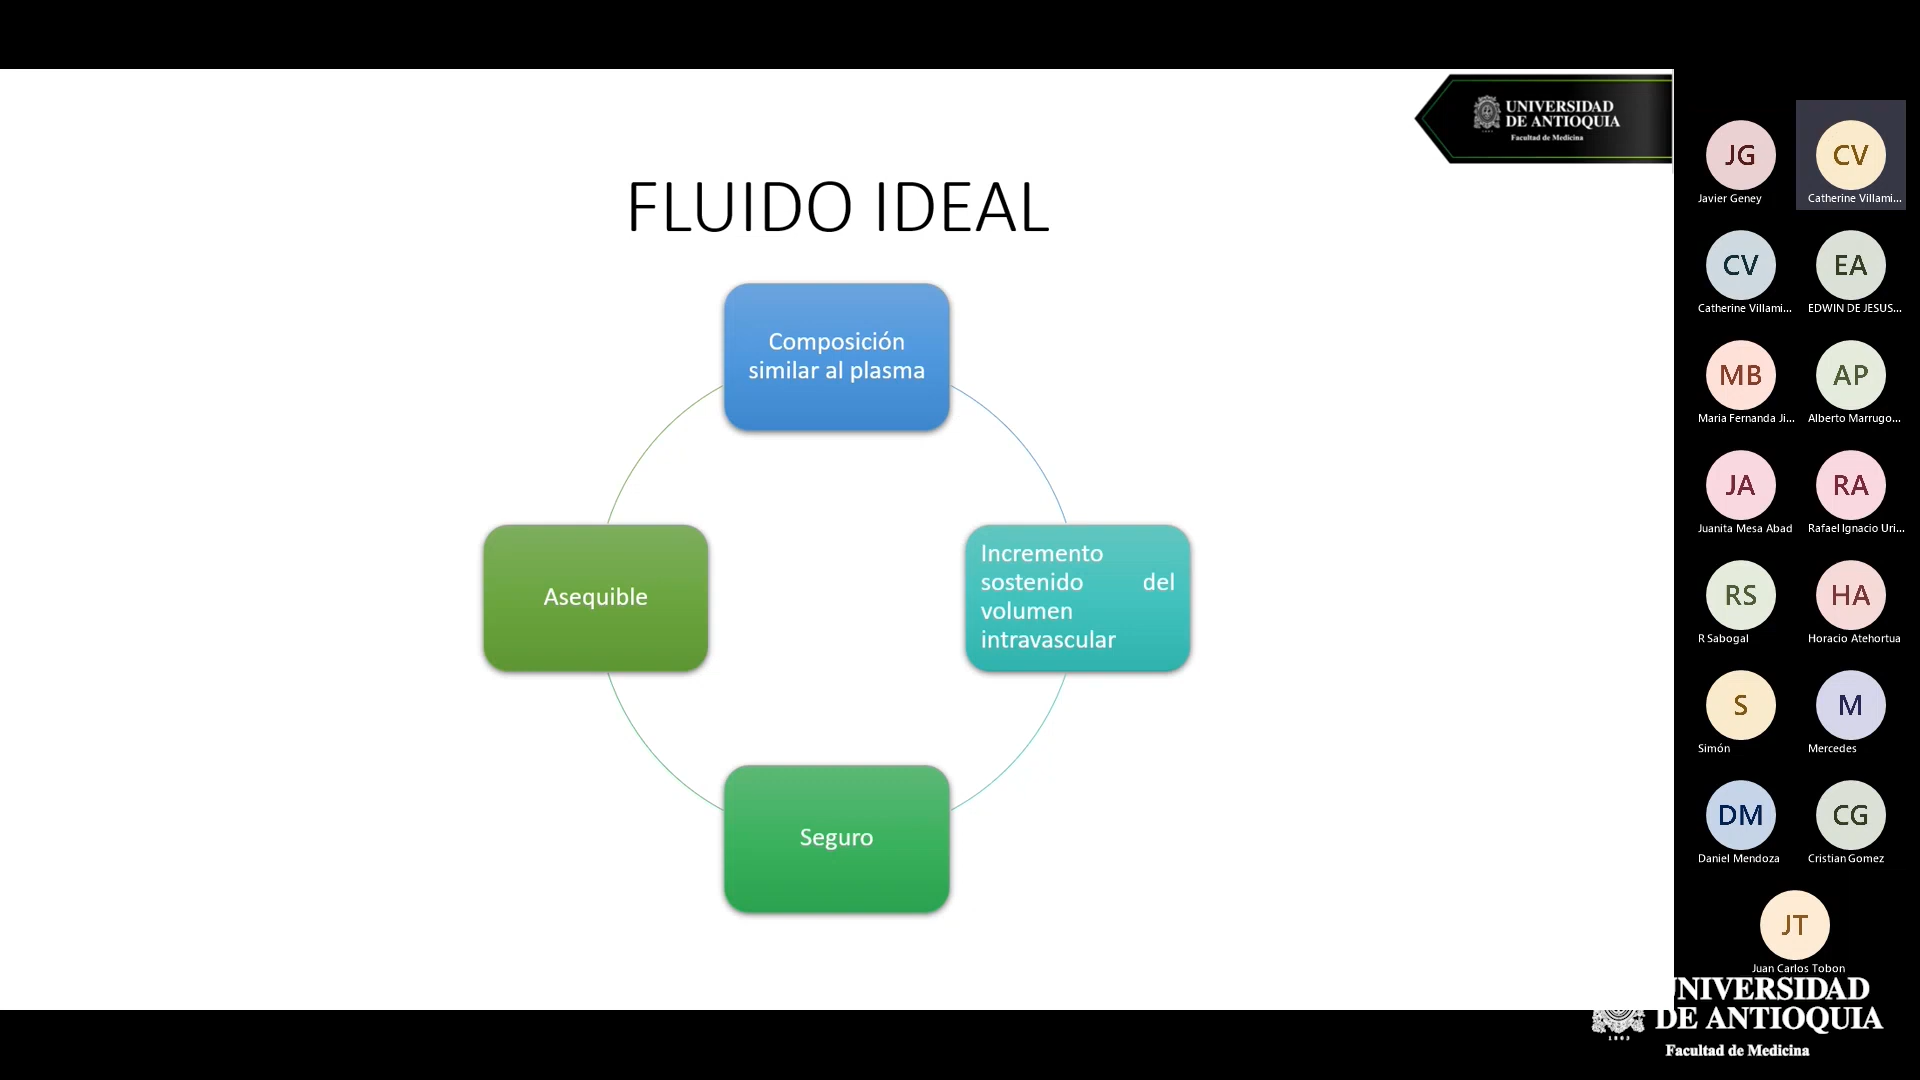 UNIVERSIDAD
DE ANTIOQUIA
Facultad de Medicina
FLUIDO IDEAL
Composición
similar al plasma
Incremento
sostenido del
volumen
intravascular
Seguro
Asequible
JG
Javier Geney
CV
Catherine Villami...
CV
Catherine Villami...
EA
EDWIN DE JESUS...
MB
Maria Fernanda Ji...
AP
Alberto Marrugo...
JA
Juanita Mesa Abad
RA
Rafael Ignacio Uri...
RS
R Sabogal
HA
Horacio Atehortua
S
Simón
M
Mercedes
DM
Daniel Mendoza
CG
Cristian Gomez
JT
Juan Carlos Tobon
UNIVERSIDAD
DE ANTIOQUIA
1803
Facultad de Medicina